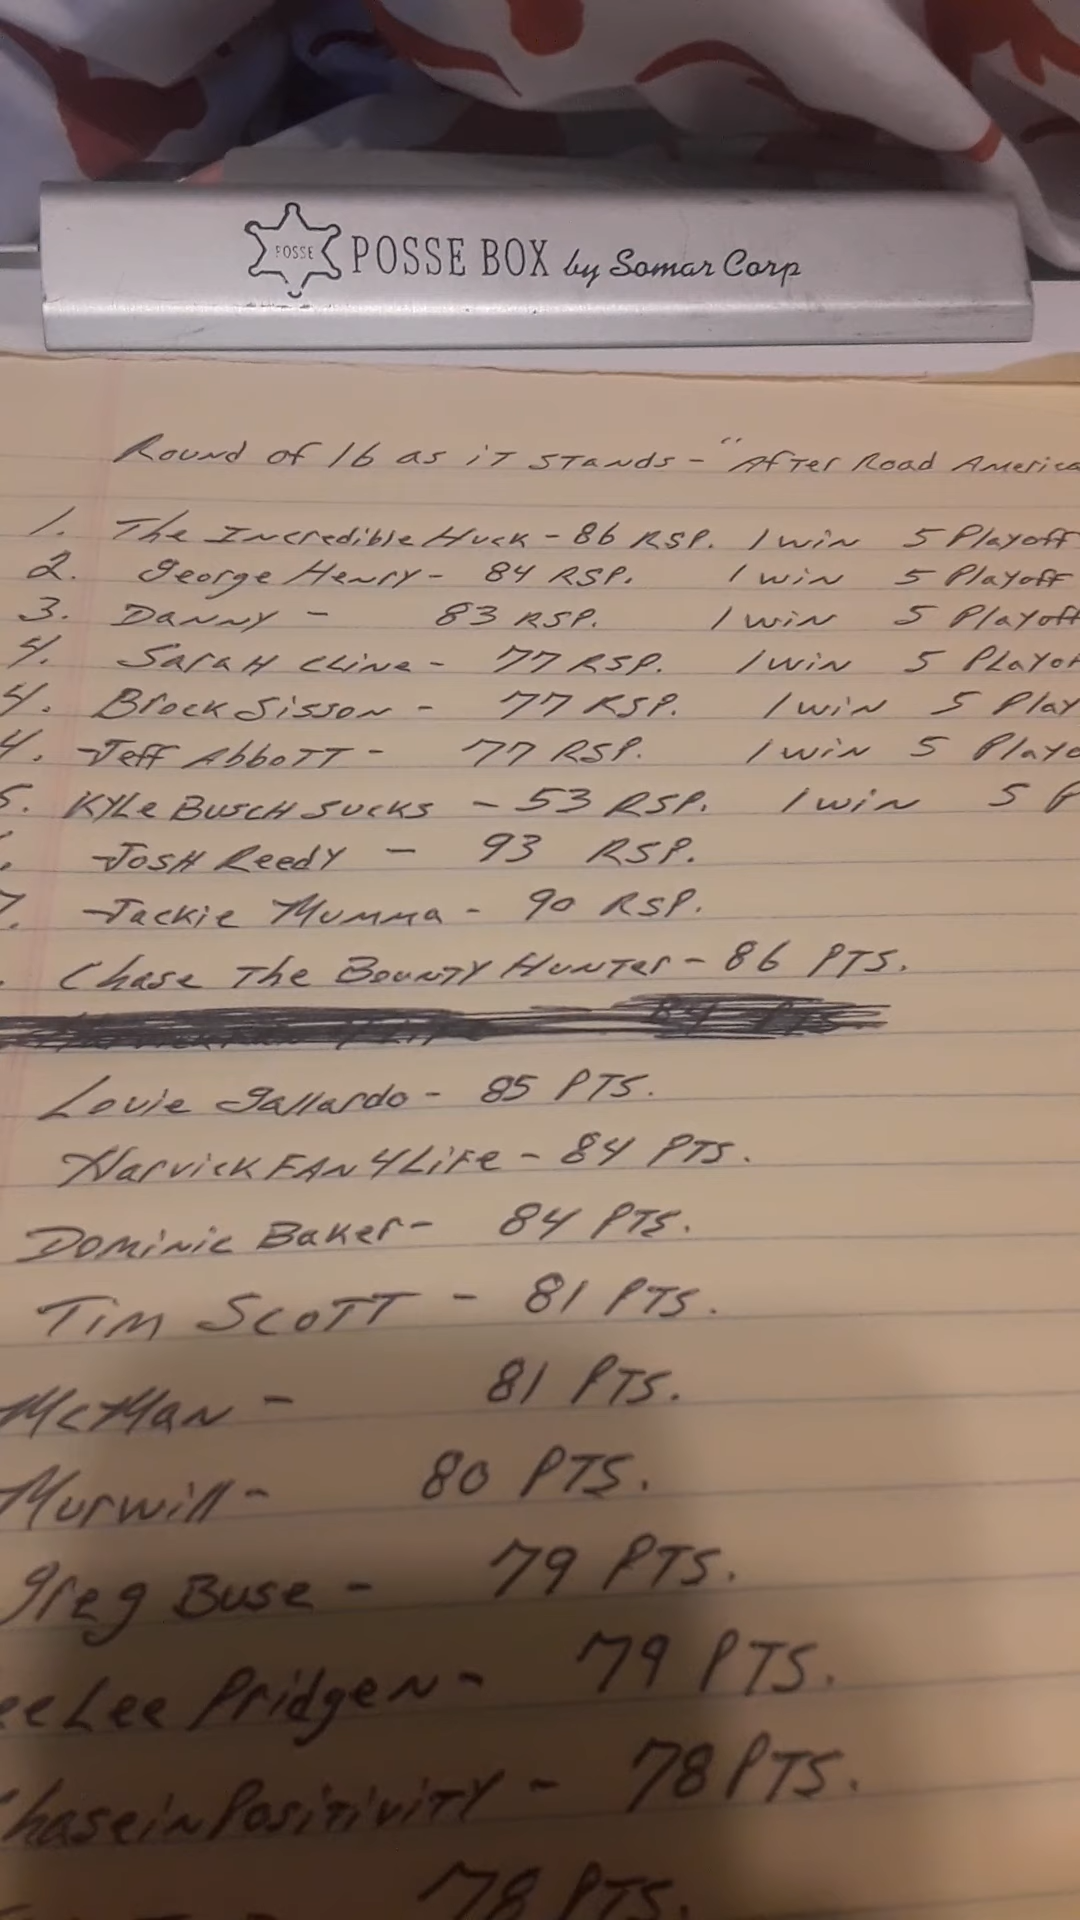 POSSE POSSE BOX by Somar Corp
Round of 16 as iT STANDS - "After Road America
1. The Incredible Huck - 86 RSP. 1 win 5 Playoff
2. George Henry - 84 RSP. 1 win 5 Playoff
3. Danny - 83 RSP. 1 win 5 Playoff
4. Sarah Cline - 77 RSP. 1 win 5 Playof
4. Brock Sisson - 77 RSP. 1 win 5 Play
4. Jeff Abbott - 77 RSP. 1 win 5 Playo
5. KYLE BUSCH SUCKS - 53 RSP. 1 win 5 P
Josh Reedy - 93 RSP.
7. Jackie Mumma - 90 RSP.
Chase The Bounty Hunter - 86 PTS.
Louie Gallardo - 85 PTS.
Harvick FAN 4 LiFe - 84 PTS.
Dominic Baker - 84 PTS.
Tim Scott - 81 PTS.
McMan - 81 PTS.
Murwill - 80 PTS.
Greg Buse - 79 PTS.
eeLee Pridgen - 79 PTS.
haseinPositivity - 78 PTS.
78 PTS.